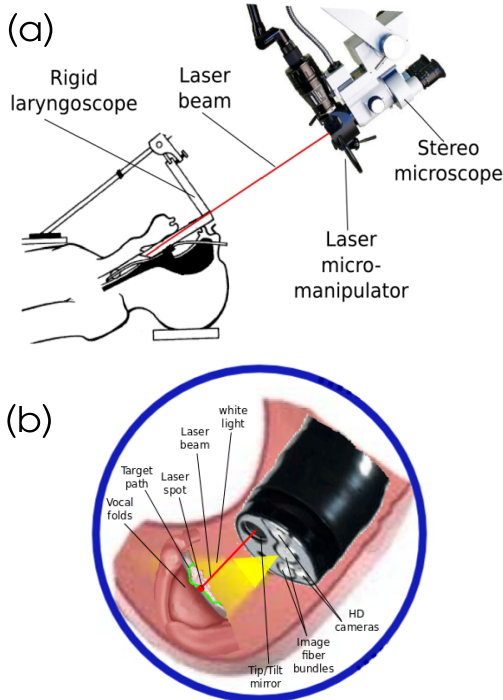 (a)
Rigid
laryngoscope
Laser
beam
Stereo
microscope
Laser
micro-
manipulator
(b)
white
light
Laser
beam
Target
path
Laser
spot
Vocal
folds
HD
cameras
Image
fiber
bundles
Tip/Tilt
mirror